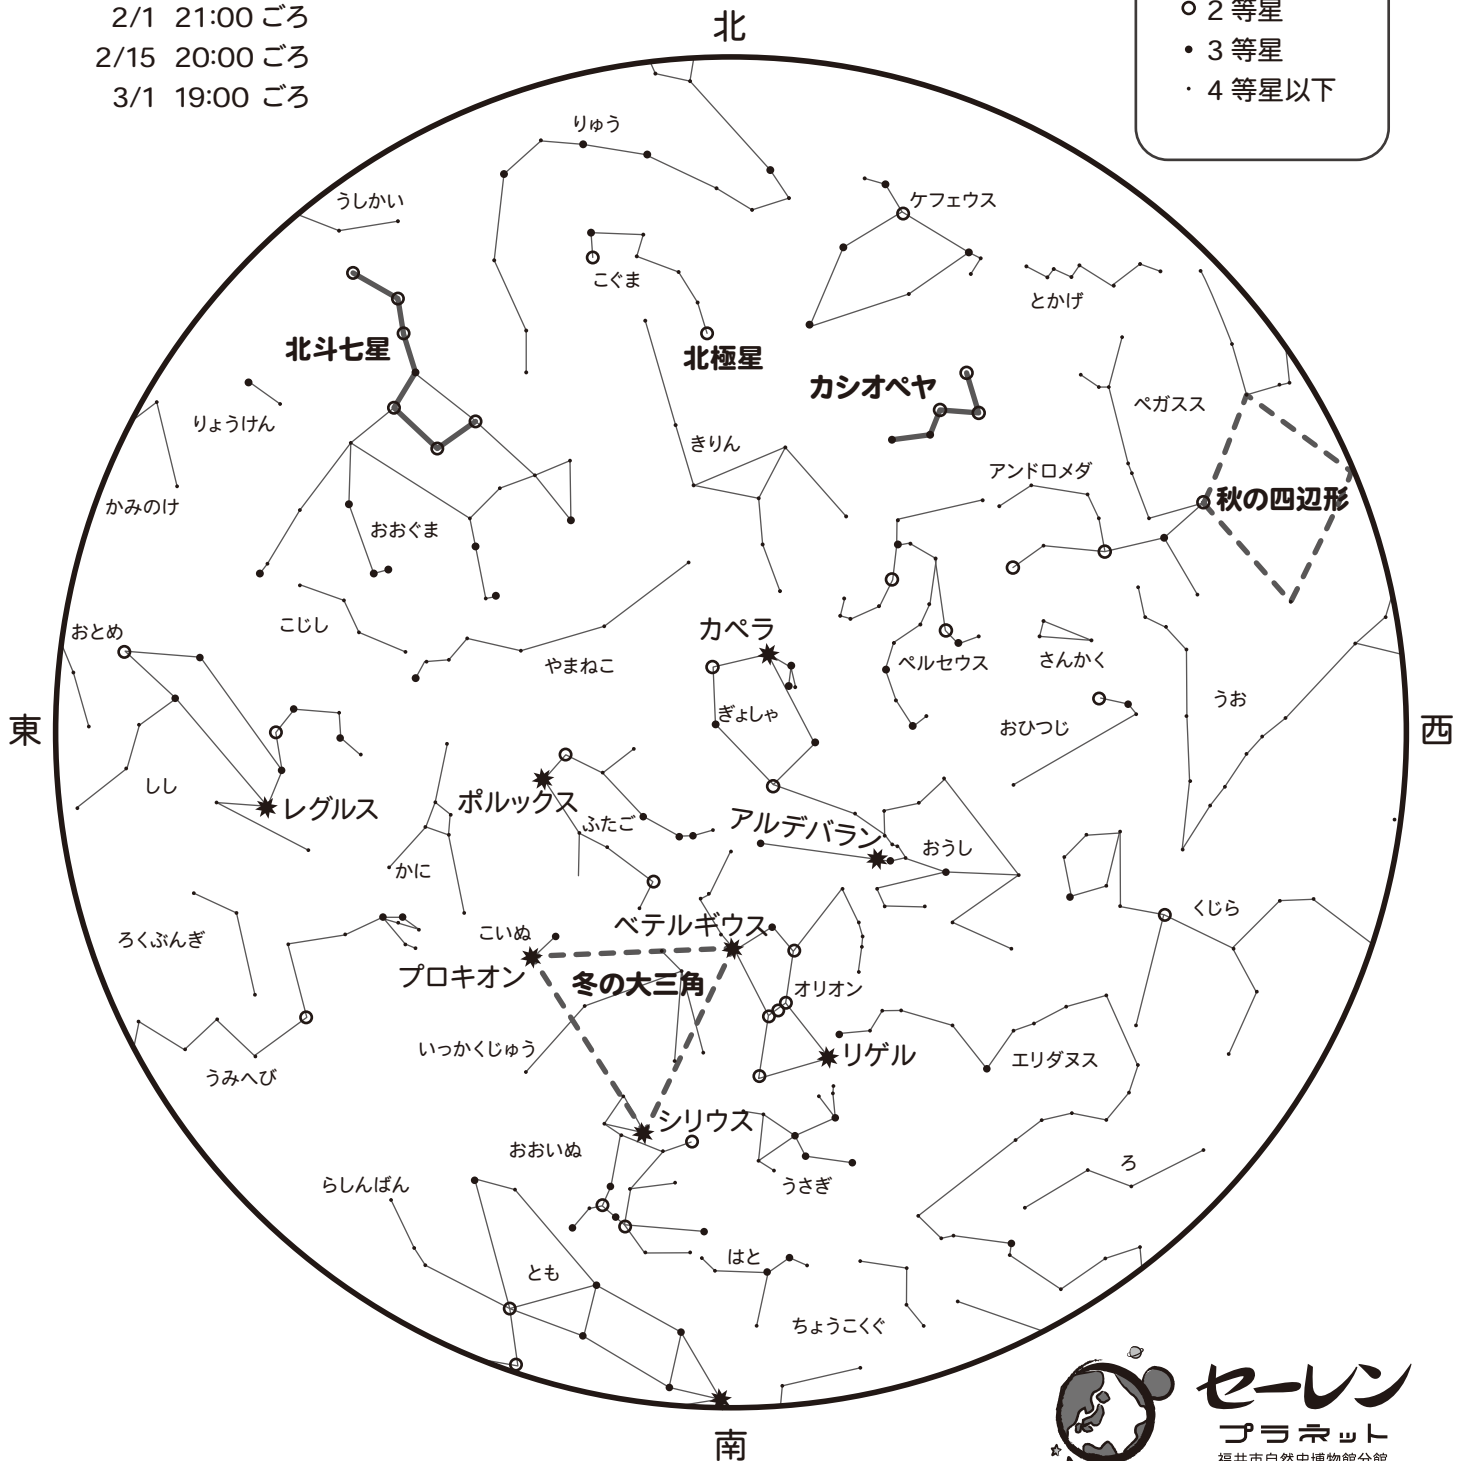 2/1 21:00 ごろ
2/15 20:00 ごろ
3/1 19:00 ごろ
北
2 等星
3 等星
4 等星以下
りゅう
うしかい
ケフェウス
こぐま
とかげ
北斗七星
北極星
カシオペヤ
ペガスス
りょうけん
きりん
アンドロメダ
かみのけ
おおぐま
秋の四辺形
こじし
おとめ
カペラ
やまねこ
ペルセウス
さんかく
うお
東
ぎょしゃ
おひつじ
西
しし
レグルス
ポルックス
ふたご
アルデバラン
おうし
かに
くじら
ろくぶんぎ
こいぬ
ベテルギウス
プロキオン
冬の大三角
オリオン
いっかくじゅう
リゲル
エリダヌス
うみへび
シリウス
おおいぬ
うさぎ
ろ
らしんばん
とも
はと
ちょうこくぐ
南
セーレン
プラネット
福井市自然史博物館分館